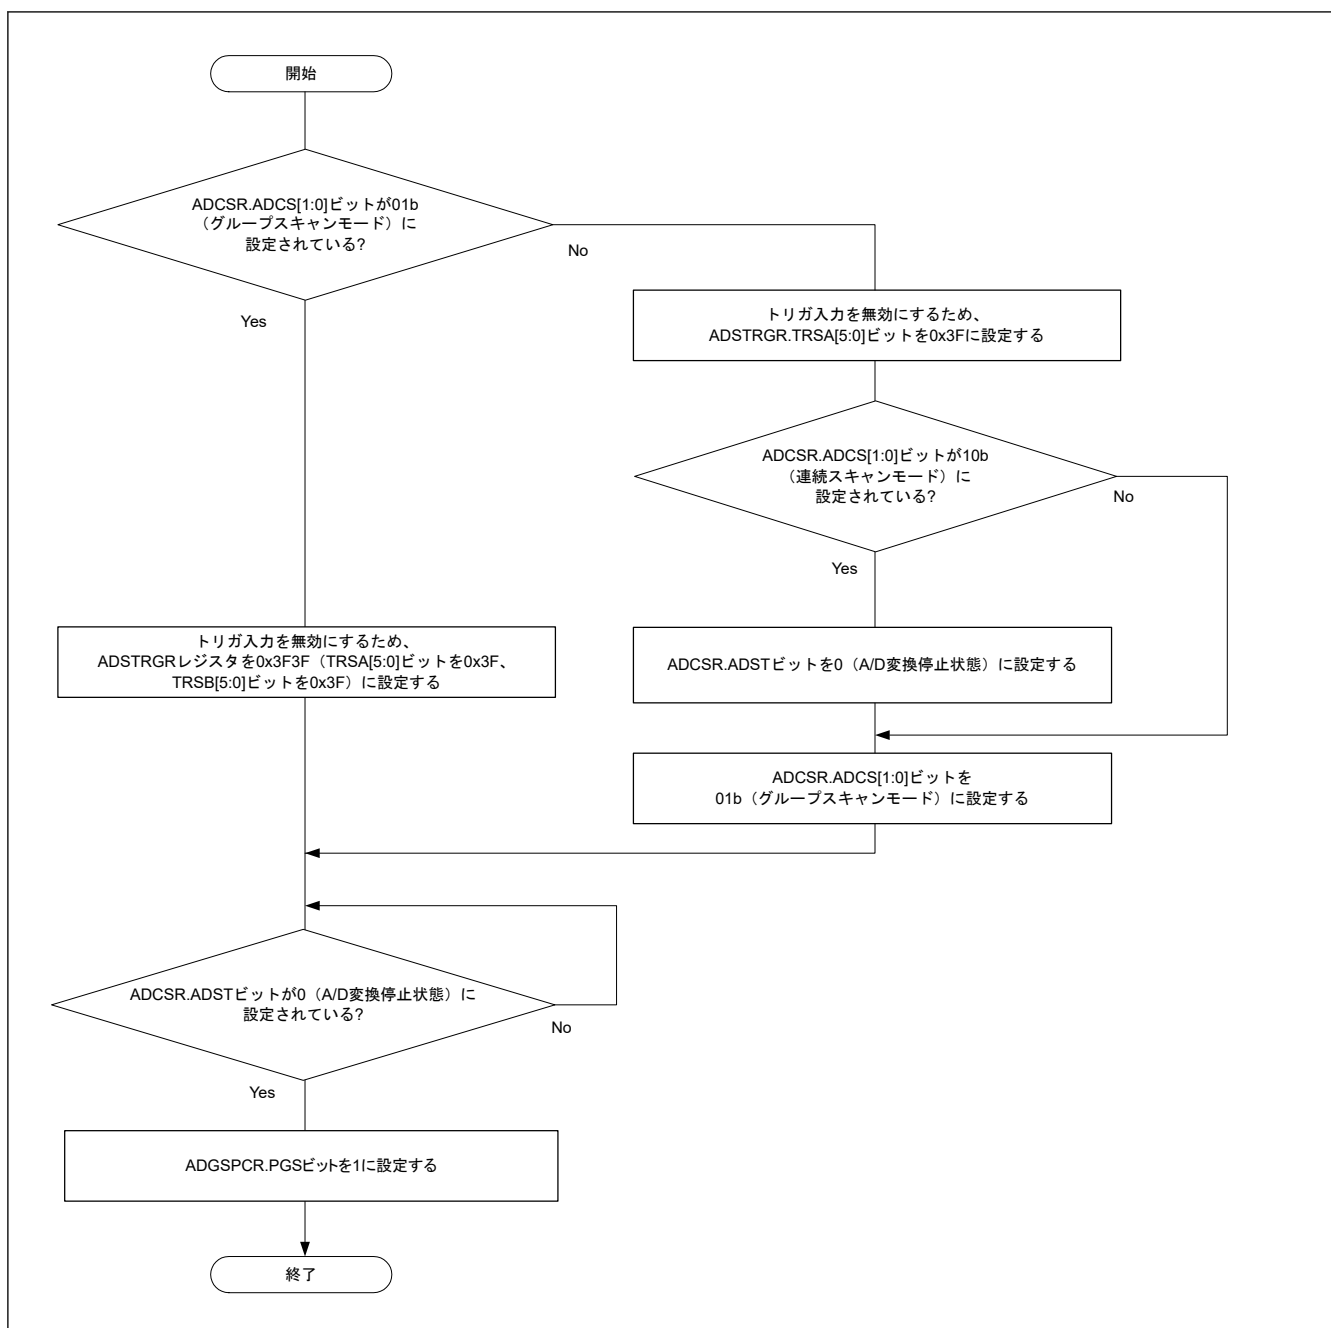 開始
ADCSR.ADCS[1:0]ビットが01b
（グループスキャンモード）に
設定されている?
No
Yes
トリガ入力を無効にするため、
ADSTRGR.TRSA[5:0]ビットを0x3Fに設定する
ADCSR.ADCS[1:0]ビットが10b
（連続スキャンモード）に
設定されている?
No
Yes
トリガ入力を無効にするため、
ADSTRGRレジスタを0x3F3F（TRSA[5:0]ビットを0x3F、
TRSB[5:0]ビットを0x3F）に設定する
ADCSR.ADSTビットを0（A/D変換停止状態）に設定する
ADCSR.ADCS[1:0]ビットを
01b（グループスキャンモード）に設定する
ADCSR.ADSTビットが0（A/D変換停止状態）に
設定されている?
No
Yes
ADGSPCR.PGSビットを1に設定する
終了